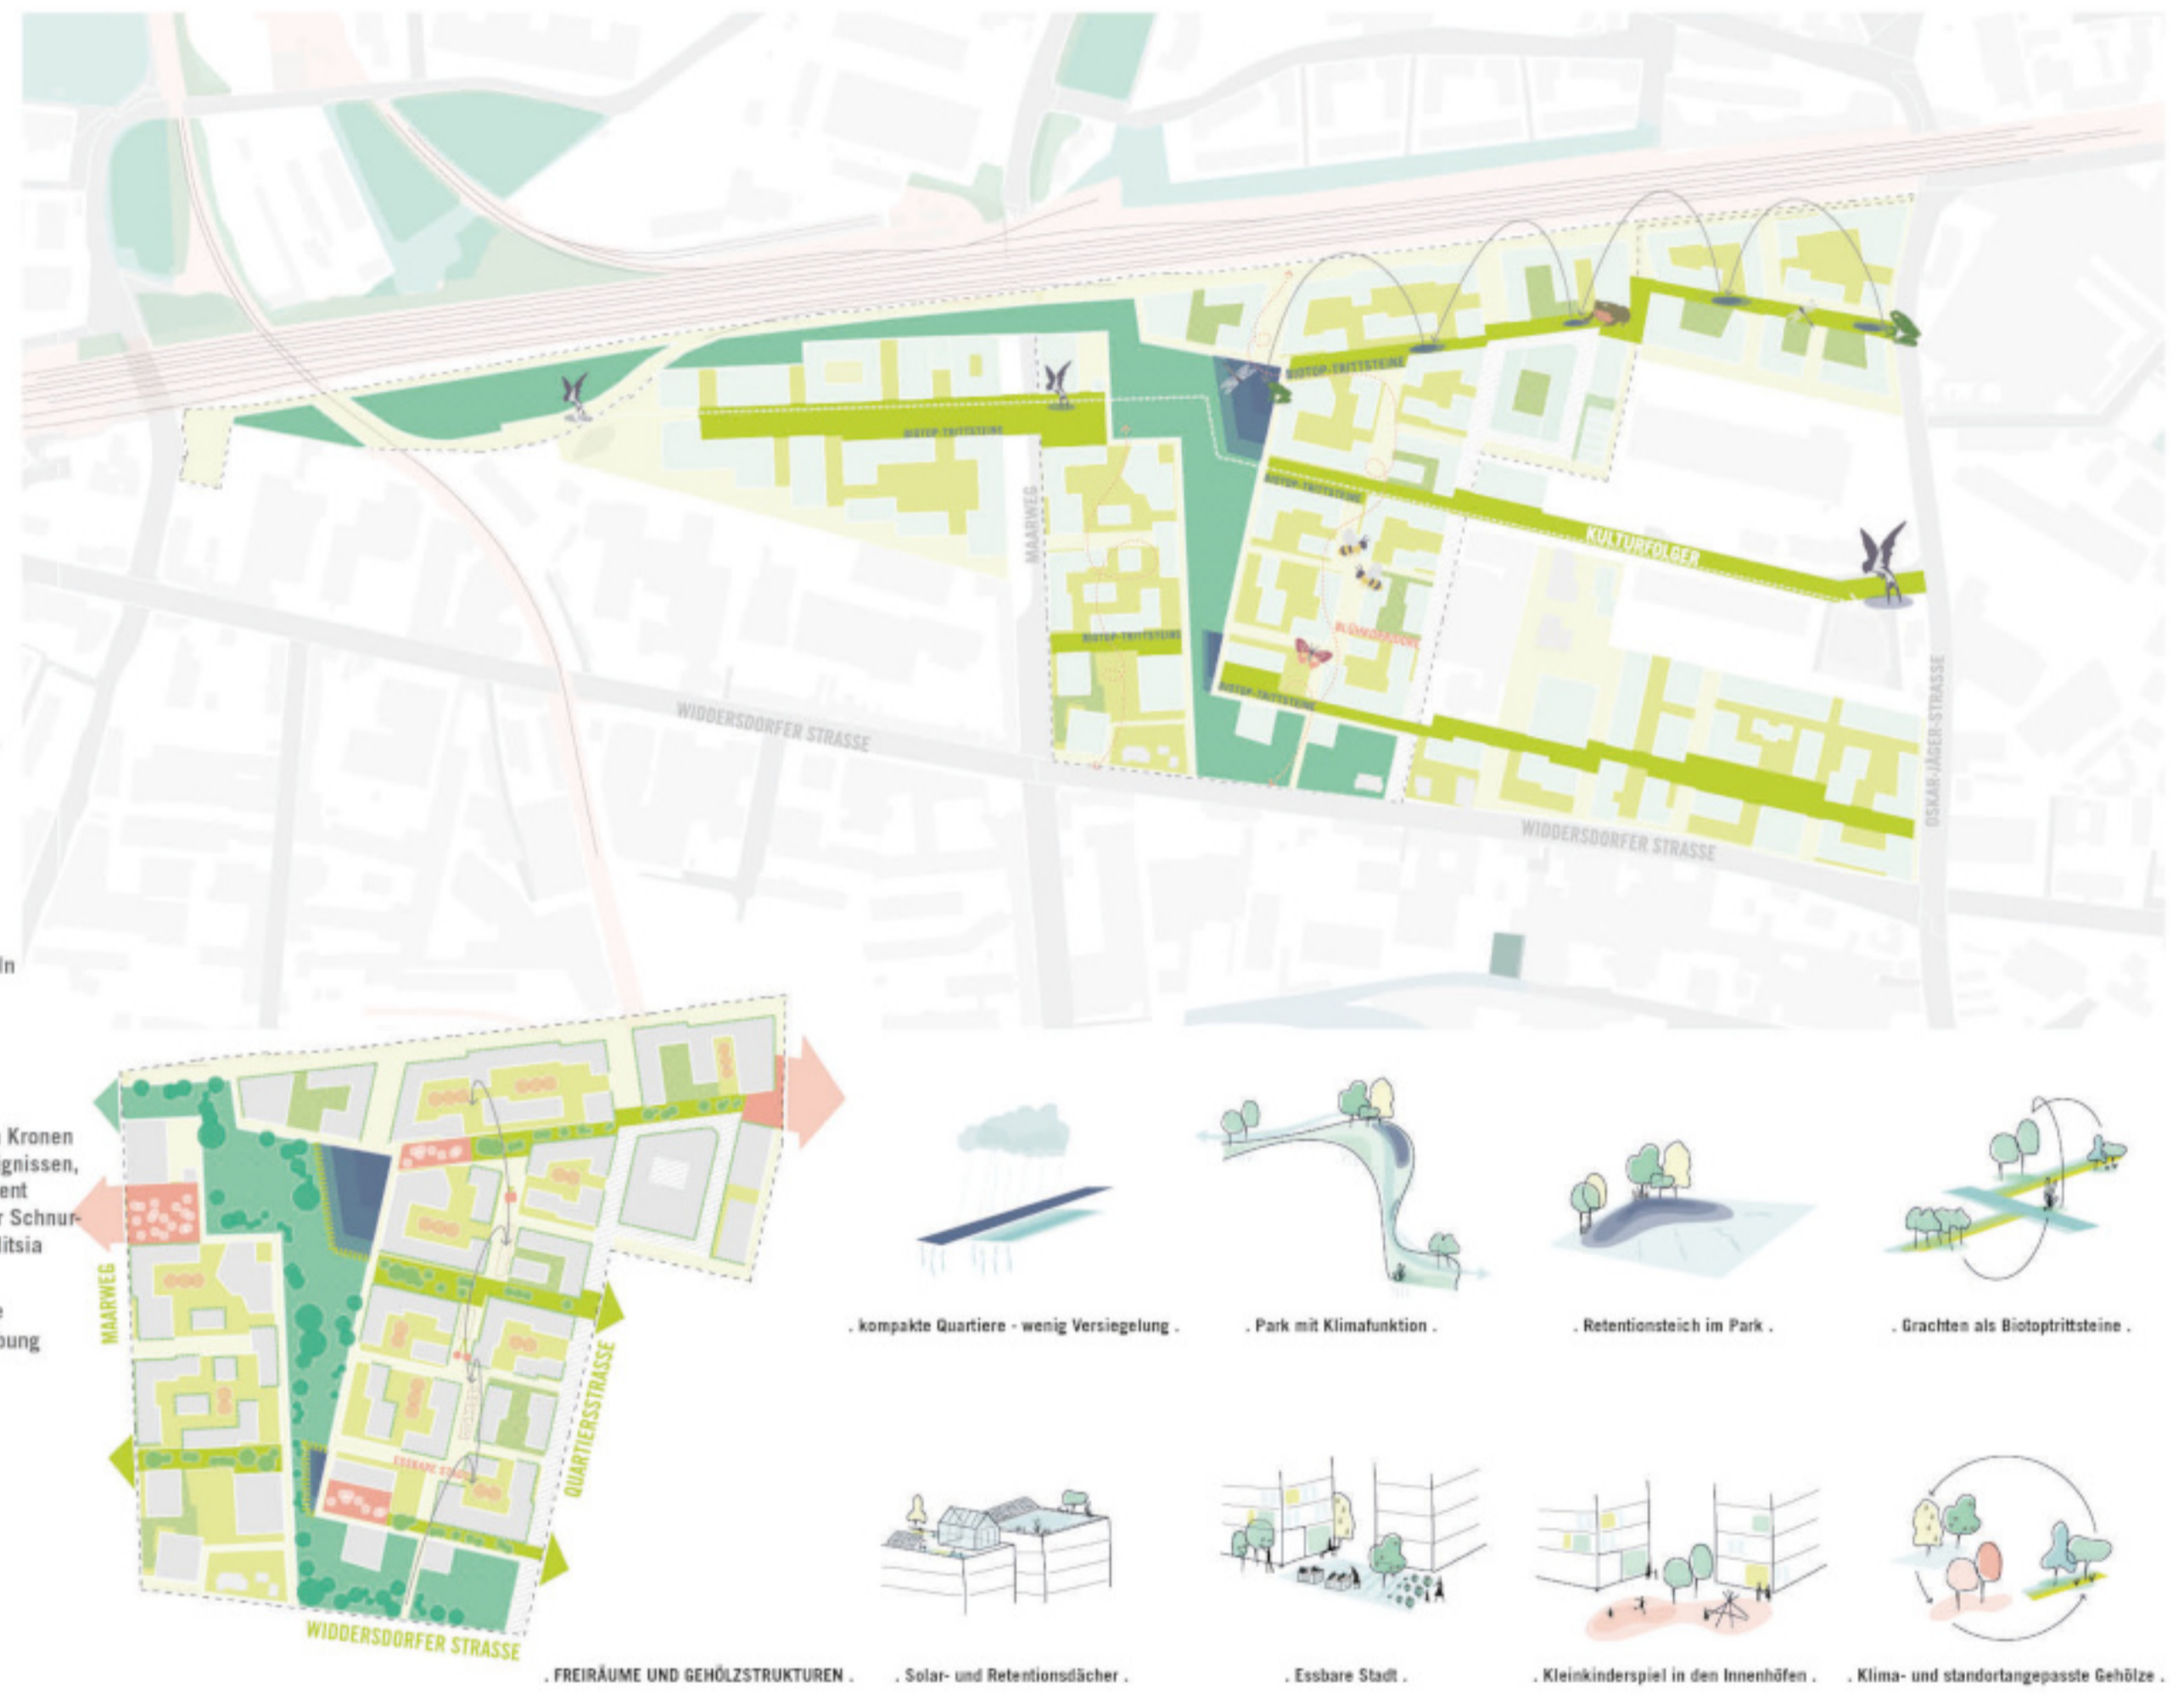 BIOTOP-TRITTSTEINE
BIOTOP-TRITTSTEINE
MAARWEG
BIOTOP-TRITTSTEINE
KULTURFOLGER
BIOTOP-TRITTSTEINE
BIOTOP-TRITTSTEINE
WIDDERSDORFER STRASSE
OSKAR-JÄGER-STRASSE
WIDDERSDORFER STRASSE
ln
Kronen
ignissen,
ent
r Schnur-
litsia
e
bung
MAARWEG
QUARTIERSSTRASSE
ESSBARE STADT
WIDDERSDORFER STRASSE
. FREIRÄUME UND GEHÖLZSTRUKTUREN .
. kompakte Quartiere - wenig Versiegelung .
. Park mit Klimafunktion .
. Retentionsteich im Park .
. Grachten als Biotoptrittsteine .
. Solar- und Retentionsdächer .
. Essbare Stadt .
. Kleinkinderspiel in den Innenhöfen .
. Klima- und standortangepasste Gehölze .